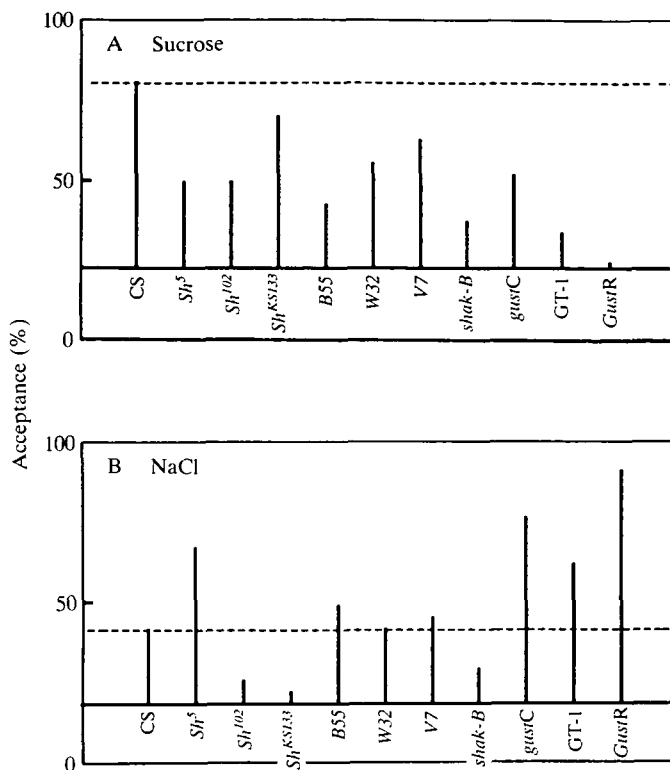 100
A Sucrose
50
0
CS
Sh⁵
Sh¹⁰²
Shᴷˢ¹³³
B55
W32
V7
shak-B
gustC
GT-1
GustR
Acceptance (%)
100
B NaCl
50
0
CS
Sh⁵
Sh¹⁰²
Shᴷˢ¹³³
B55
W32
V7
shak-B
gustC
GT-1
GustR